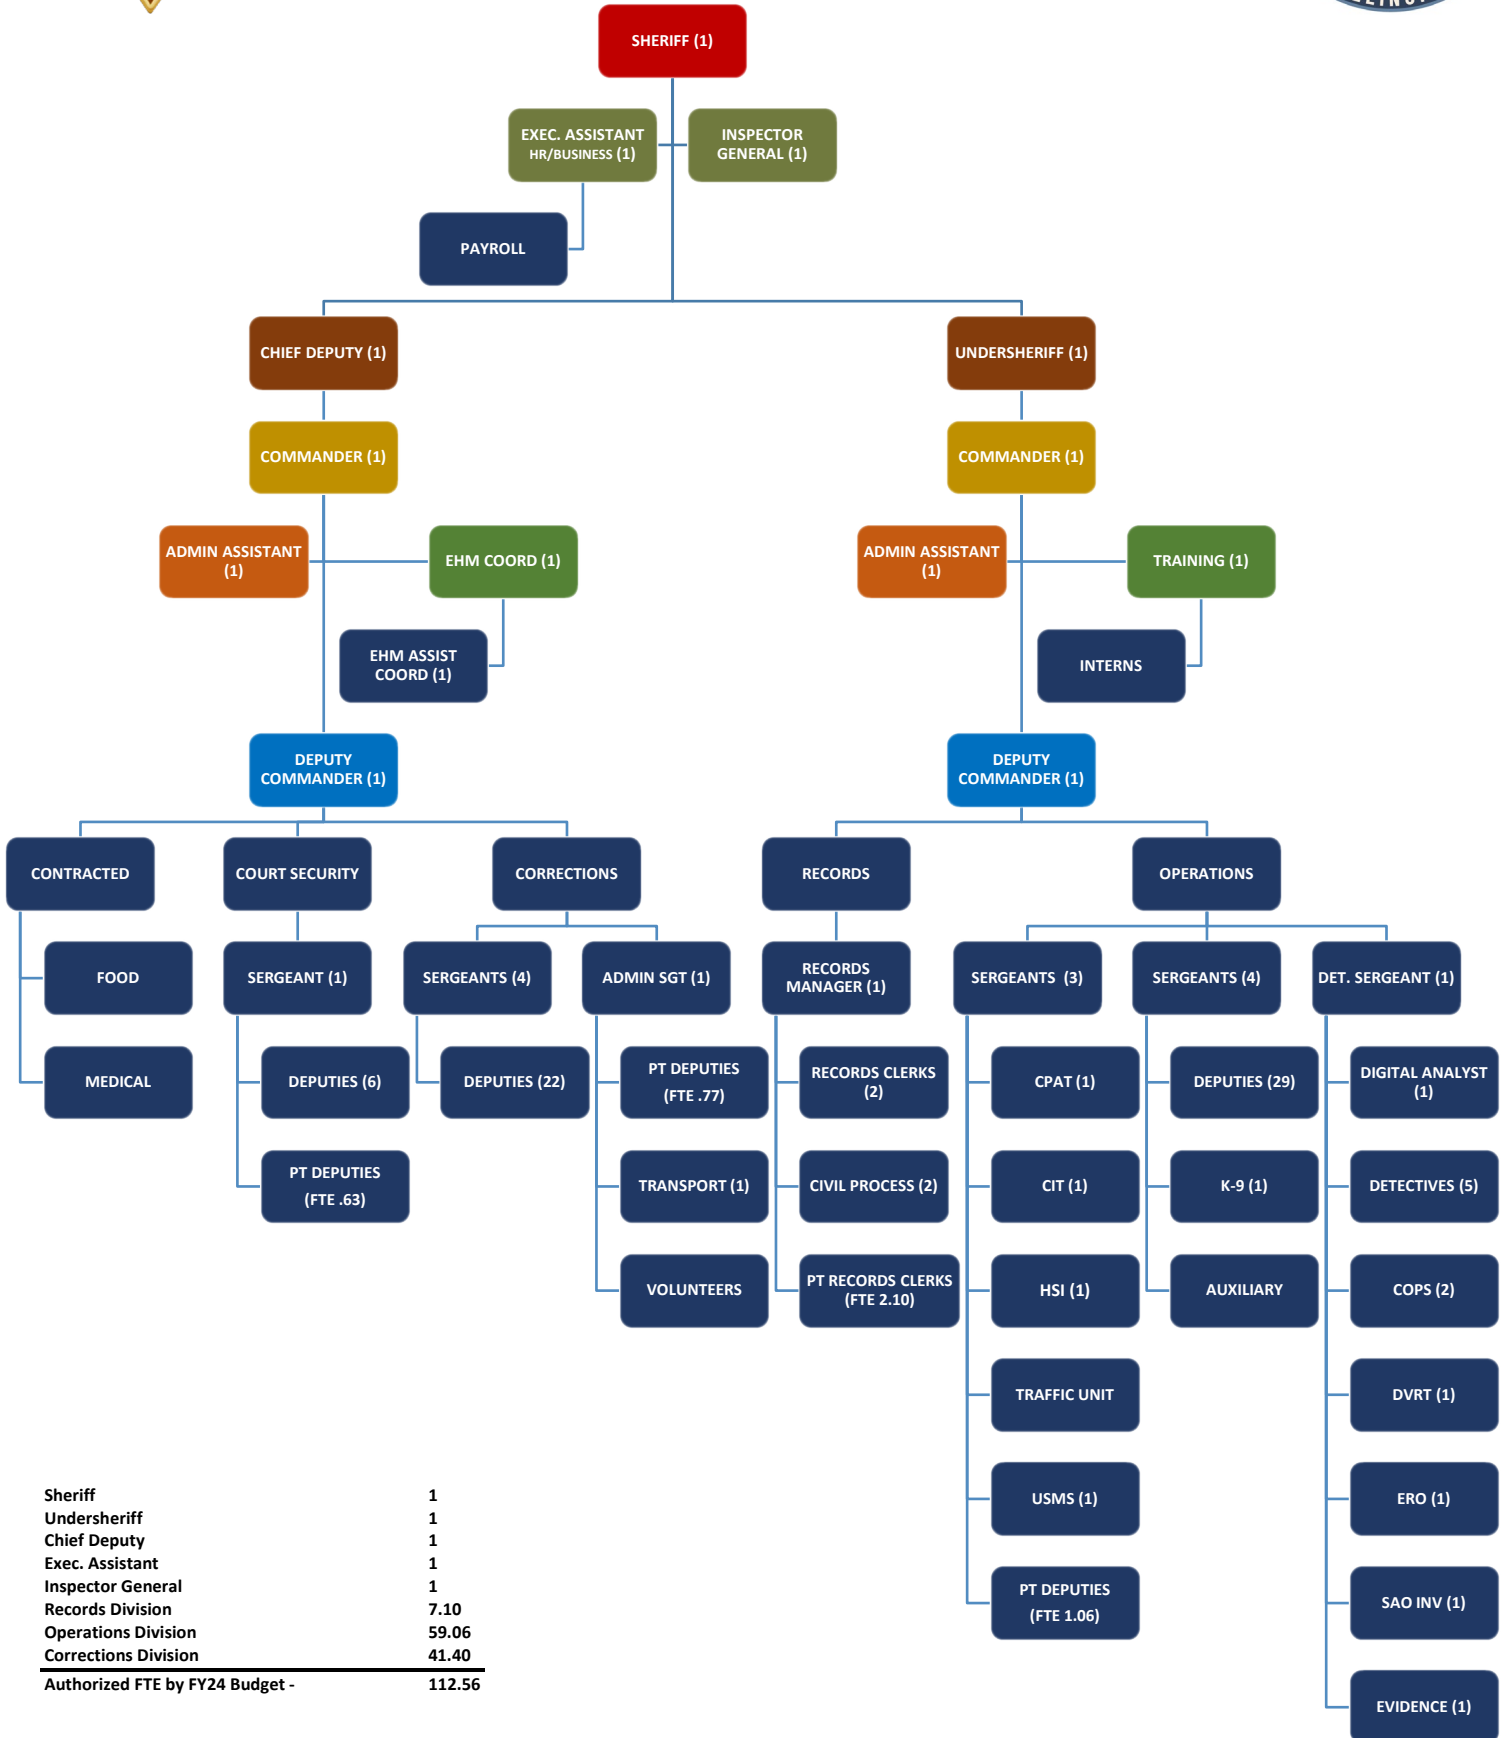 SHERIFF (1)
EXEC. ASSISTANT
HR/BUSINESS (1)
INSPECTOR
GENERAL (1)
PAYROLL
CHIEF DEPUTY (1)
UNDERSHERIFF (1)
COMMANDER (1)
COMMANDER (1)
ADMIN ASSISTANT
(1)
EHM COORD (1)
ADMIN ASSISTANT
(1)
TRAINING (1)
EHM ASSIST
COORD (1)
INTERNS
DEPUTY
COMMANDER (1)
DEPUTY
COMMANDER (1)
CONTRACTED
COURT SECURITY
CORRECTIONS
RECORDS
OPERATIONS
FOOD
SERGEANT (1)
SERGEANTS (4)
ADMIN SGT (1)
RECORDS
MANAGER (1)
SERGEANTS (3)
SERGEANTS (4)
DET. SERGEANT (1)
MEDICAL
DEPUTIES (6)
DEPUTIES (22)
PT DEPUTIES
(FTE .77)
RECORDS CLERKS
(2)
CPAT (1)
DEPUTIES (29)
DIGITAL ANALYST
(1)
PT DEPUTIES
(FTE .63)
TRANSPORT (1)
CIVIL PROCESS (2)
CIT (1)
K-9 (1)
DETECTIVES (5)
VOLUNTEERS
PT RECORDS CLERKS
(FTE 2.10)
HSI (1)
AUXILIARY
COPS (2)
TRAFFIC UNIT
DVRT (1)
USMS (1)
ERO (1)
PT DEPUTIES
(FTE 1.06)
SAO INV (1)
EVIDENCE (1)
Sheriff 1
Undersheriff 1
Chief Deputy 1
Exec. Assistant 1
Inspector General 1
Records Division 7.10
Operations Division 59.06
Corrections Division 41.40
Authorized FTE by FY24 Budget - 112.56